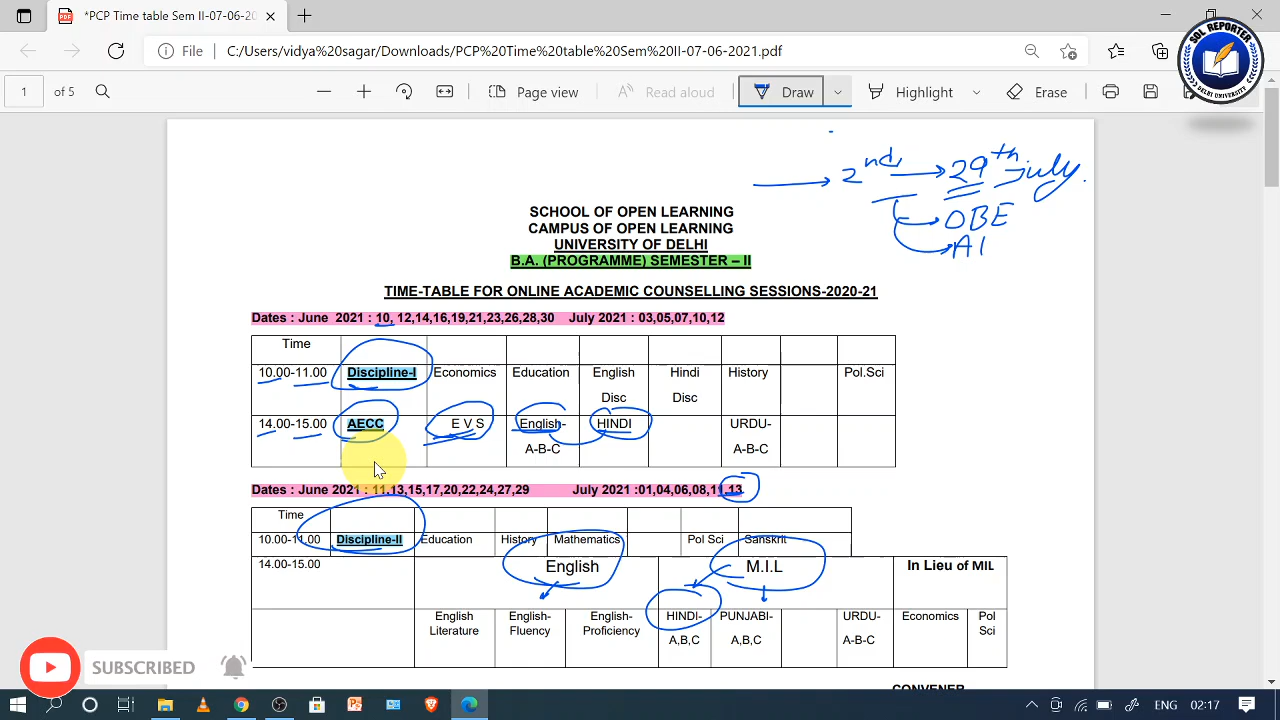 *PCP Time table Sem II-07-06-20
File C:/Users/vidya%20sagar/Downloads/PCP%20Time%20table%20Sem%20II-07-06-2021.pdf
SOL REPORTER
DELHI UNIVERSITY
1 of 5 Page view Read aloud Draw Highlight Erase
2nd → 29th July.
OBE
AI
SCHOOL OF OPEN LEARNING
CAMPUS OF OPEN LEARNING
UNIVERSITY OF DELHI
B.A. (PROGRAMME) SEMESTER – II
TIME-TABLE FOR ONLINE ACADEMIC COUNSELLING SESSIONS-2020-21
Dates : June 2021 : 10, 12,14,16,19,21,23,26,28,30 July 2021 : 03,05,07,10,12
Time
10.00-11.00 Discipline-I Economics Education English Disc Hindi Disc History Pol.Sci
14.00-15.00 AECC E V S English-A-B-C HINDI URDU-A-B-C
Dates : June 2021 : 11,13,15,17,20,22,24,27,29 July 2021 :01,04,06,08,11,13
Time
10.00-11.00 Discipline-II Education History Mathematics Pol Sci Sanskrit
14.00-15.00 English M.I.L In Lieu of MIL
English Literature English-Fluency English-Proficiency HINDI-A,B,C PUNJABI-A,B,C URDU-A-B-C Economics Pol Sci
CONVENER
SUBSCRIBED
ENG 02:17